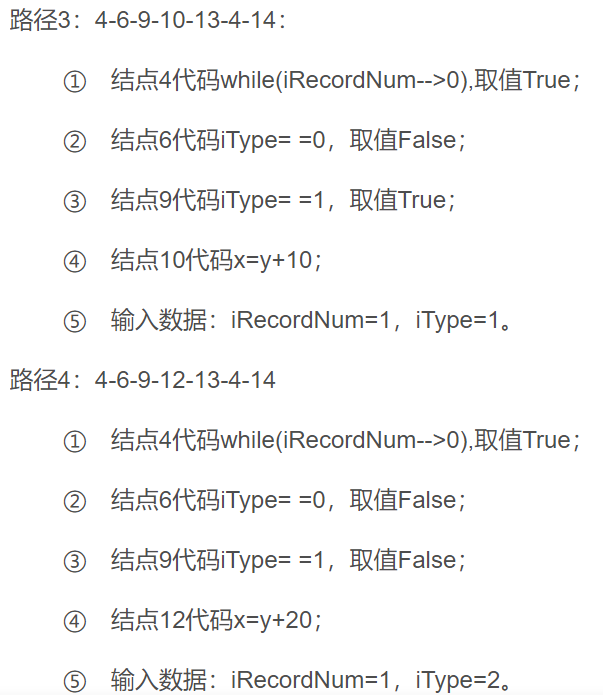 路径3：4-6-9-10-13-4-14：
① 结点4代码while(iRecordNum-->0),取值True；
② 结点6代码iType= =0，取值False；
③ 结点9代码iType= =1，取值True；
④ 结点10代码x=y+10；
⑤ 输入数据：iRecordNum=1，iType=1。
路径4：4-6-9-12-13-4-14
① 结点4代码while(iRecordNum-->0),取值True；
② 结点6代码iType= =0，取值False；
③ 结点9代码iType= =1，取值False；
④ 结点12代码x=y+20；
⑤ 输入数据：iRecordNum=1，iType=2。